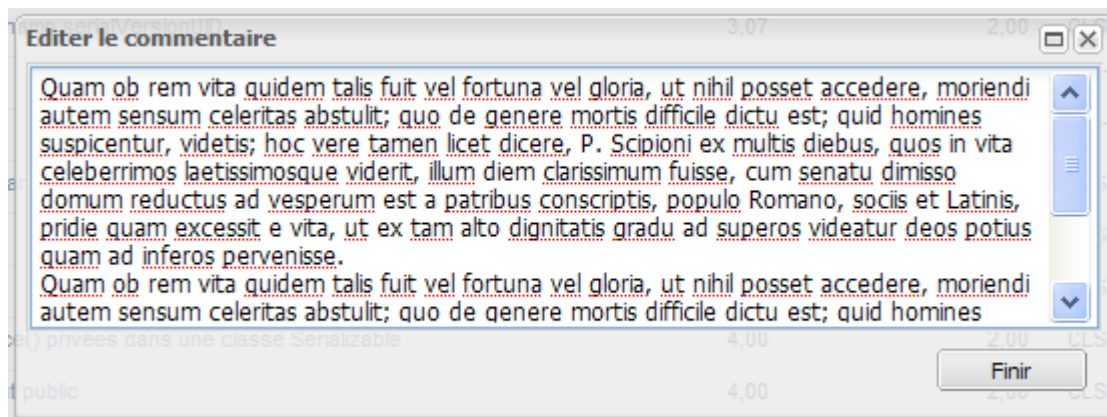 name serialVersionUID 3,07 2,00 CLS
Editer le commentaire
Quam ob rem vita quidem talis fuit vel fortuna vel gloria, ut nihil posset accedere, moriendi
autem sensum celeritas abstulit; quo de genere mortis difficile dictu est; quid homines
suspicentur, videtis; hoc vere tamen licet dicere, P. Scipioni ex multis diebus, quos in vita
celeberrimos laetissimosque viderit, illum diem clarissimum fuisse, cum senatu dimisso
domum reductus ad vesperum est a patribus conscriptis, populo Romano, sociis et Latinis,
pridie quam excessit e vita, ut ex tam alto dignitatis gradu ad superos videatur deos potius
quam ad inferos pervenisse.
Quam ob rem vita quidem talis fuit vel fortuna vel gloria, ut nihil posset accedere, moriendi
autem sensum celeritas abstulit; quo de genere mortis difficile dictu est; quid homines
() privées dans une classe Serializable 4,00 2,00 CLS
Finir
public 4,00 2,00 CLS